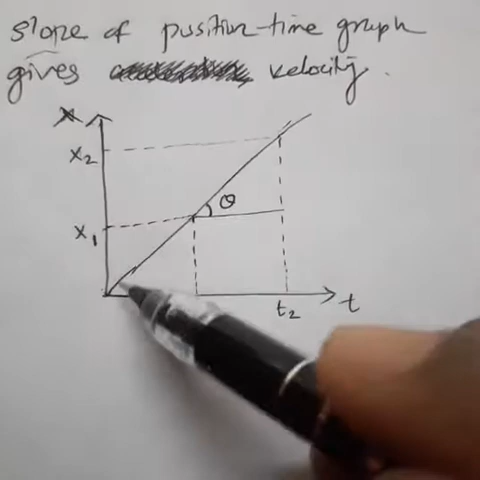 slope of position-time graph
gives velocity.
x
x2
θ
x1
t2
t